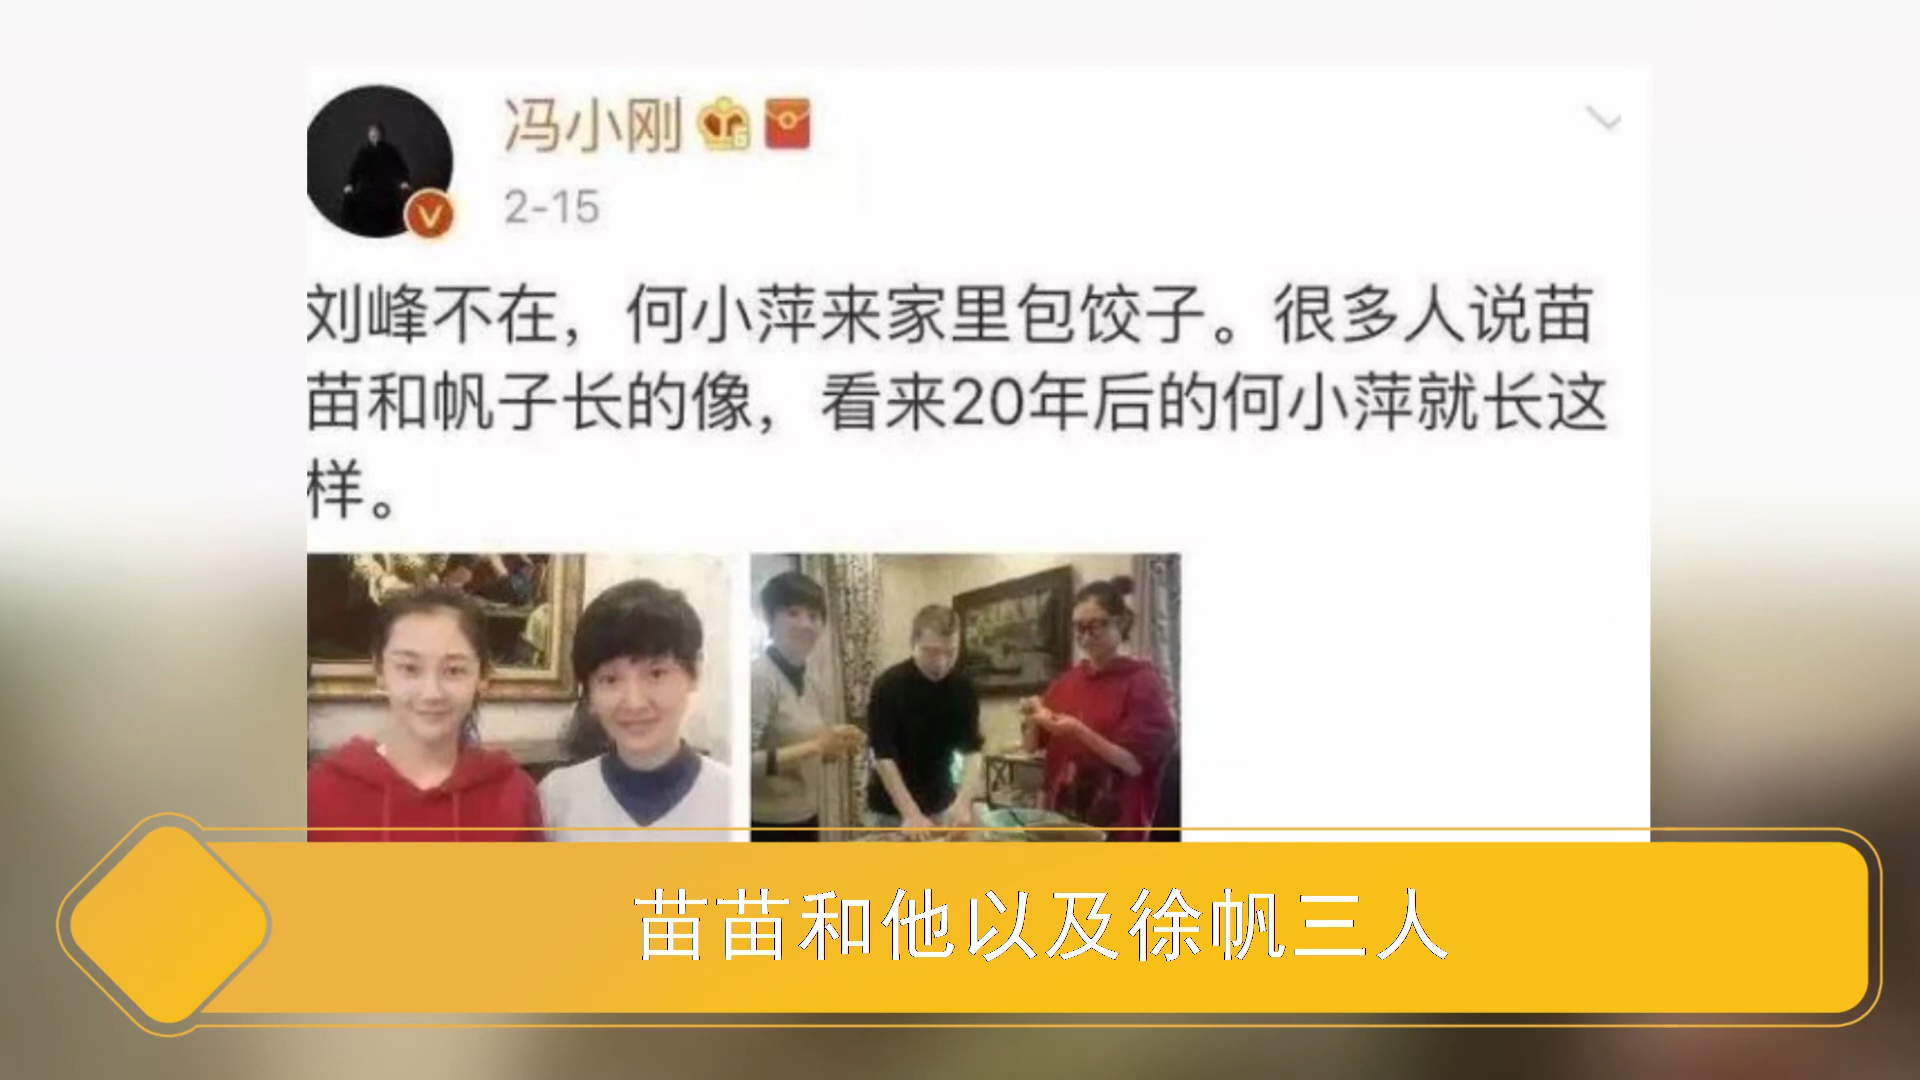 冯小刚
2-15
刘峰不在，何小萍来家里包饺子。很多人说苗
苗和帆子长的像，看来20年后的何小萍就长这
样。
苗苗和他以及徐帆三人